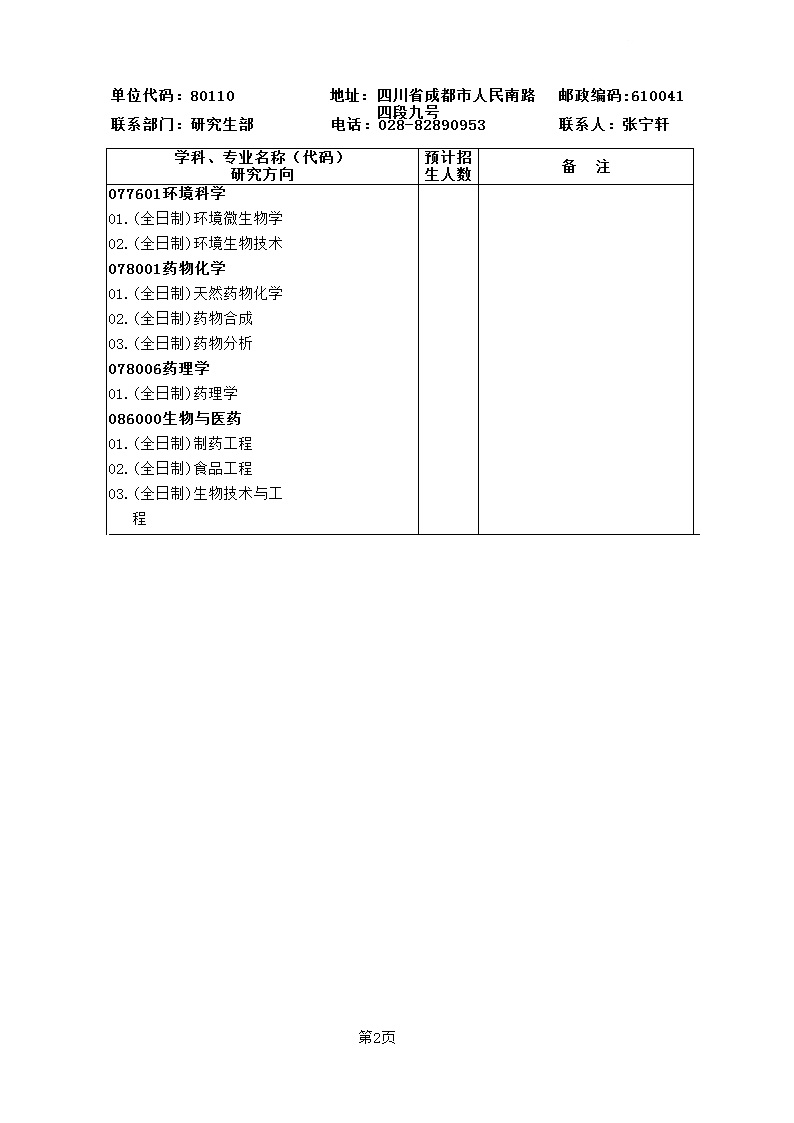 单位代码：80110 地址：四川省成都市人民南路四段九号 邮政编码:610041
联系部门：研究生部 电话：028-82890953 联系人：张宁轩
学科、专业名称（代码） 预计招 备 注
研究方向 生人数
077601环境科学
01.(全日制)环境微生物学
02.(全日制)环境生物技术
078001药物化学
01.(全日制)天然药物化学
02.(全日制)药物合成
03.(全日制)药物分析
078006药理学
01.(全日制)药理学
086000生物与医药
01.(全日制)制药工程
02.(全日制)食品工程
03.(全日制)生物技术与工
程
第2页